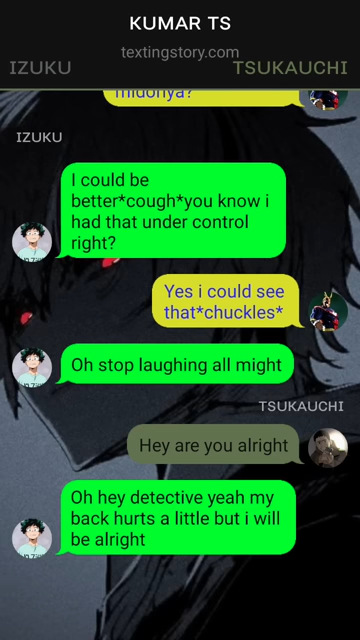 KUMAR TS
textingstory.com
IZUKU
TSUKAUCHI
midoriya?
IZUKU
I could be
better*cough*you know i
had that under control
right?
Yes i could see
that*chuckles*
Oh stop laughing all might
TSUKAUCHI
Hey are you alright
Oh hey detective yeah my
back hurts a little but i will
be alright